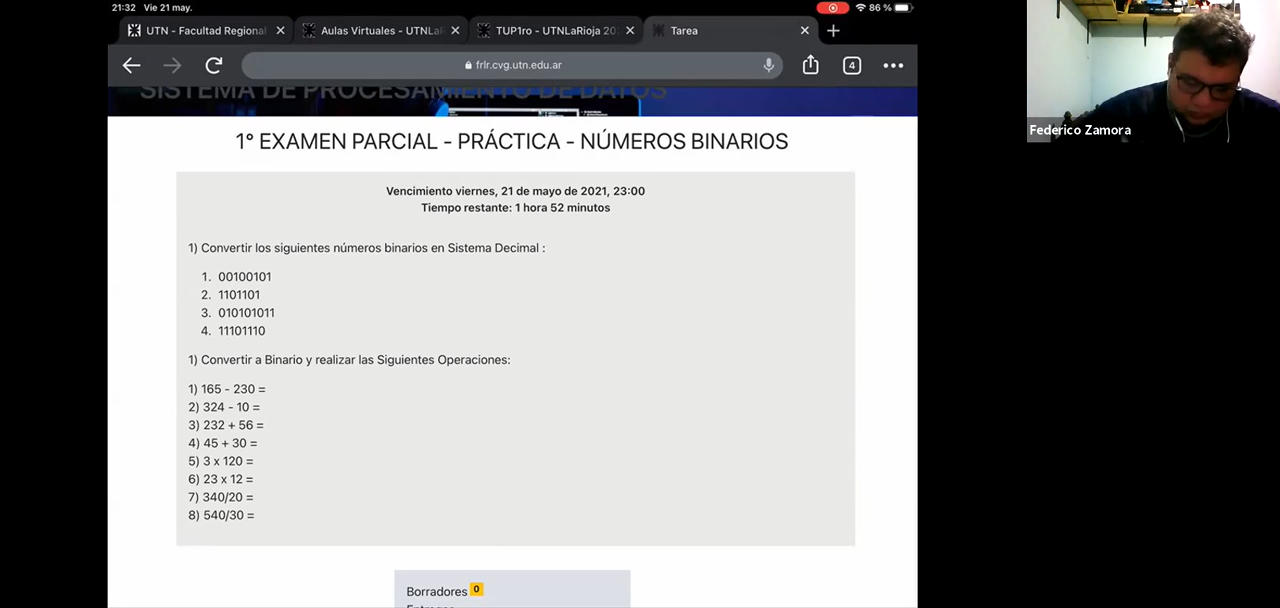 21:32 Vie 21 may. 86 %
UTN - Facultad Regional
Aulas Virtuales - UTNLa
TUP1ro - UTNLaRioja 20
Tarea
frlr.cvg.utn.edu.ar
4
SISTEMA DE PROCESAMIENTO DE DATOS
1° EXAMEN PARCIAL - PRÁCTICA - NÚMEROS BINARIOS
Vencimiento viernes, 21 de mayo de 2021, 23:00
Tiempo restante: 1 hora 52 minutos
1) Convertir los siguientes números binarios en Sistema Decimal :
1. 00100101
2. 1101101
3. 010101011
4. 11101110
1) Convertir a Binario y realizar las Siguientes Operaciones:
1) 165 - 230 =
2) 324 - 10 =
3) 232 + 56 =
4) 45 + 30 =
5) 3 x 120 =
6) 23 x 12 =
7) 340/20 =
8) 540/30 =
Borradores 0
Federico Zamora